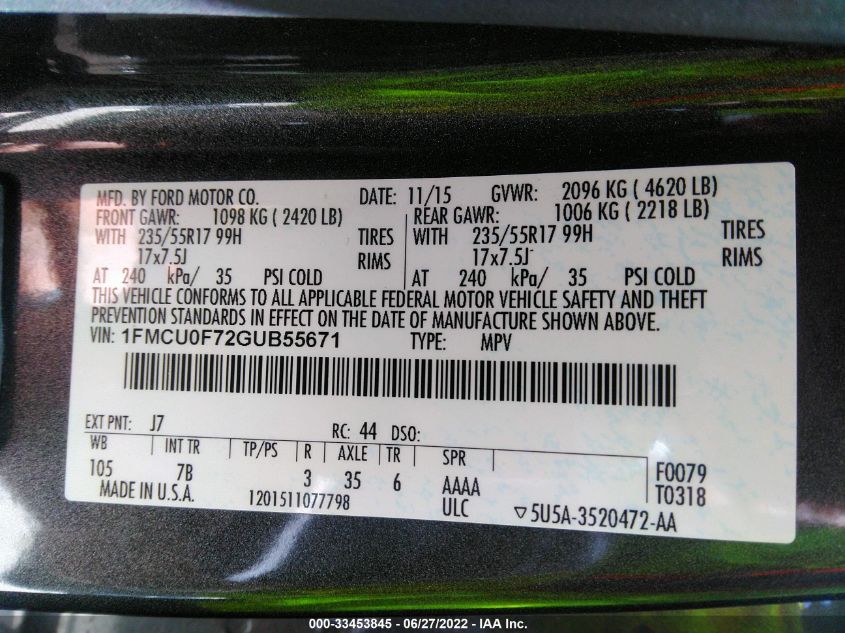 MFD. BY FORD MOTOR CO. DATE: 11/15 GVWR: 2096 KG ( 4620 LB)
FRONT GAWR: 1098 KG ( 2420 LB) REAR GAWR: 1006 KG ( 2218 LB)
WITH 235/55R17 99H TIRES WITH 235/55R17 99H TIRES
17x7.5J RIMS 17x7.5J RIMS
AT 240 kPa/ 35 PSI COLD AT 240 kPa/ 35 PSI COLD
THIS VEHICLE CONFORMS TO ALL APPLICABLE FEDERAL MOTOR VEHICLE SAFETY AND THEFT
PREVENTION STANDARDS IN EFFECT ON THE DATE OF MANUFACTURE SHOWN ABOVE.
VIN: 1FMCU0F72GUB55671 TYPE: MPV
EXT PNT: J7 RC: 44 DSO:
WB INT TR TP/PS R AXLE TR SPR
105 7B 3 35 6 AAAA F0079
MADE IN U.S.A. 1201511077798 ULC T0318
▽5U5A-3520472-AA
000-33453845 / 06/27/2022 - IAA Inc.